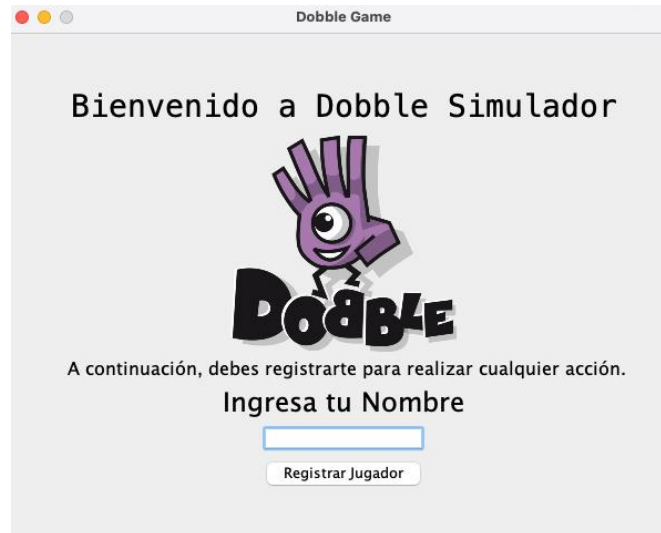 Dobble Game
Bienvenido a Dobble Simulador
DOBBLE
A continuación, debes registrarte para realizar cualquier acción.
Ingresa tu Nombre
Registrar Jugador